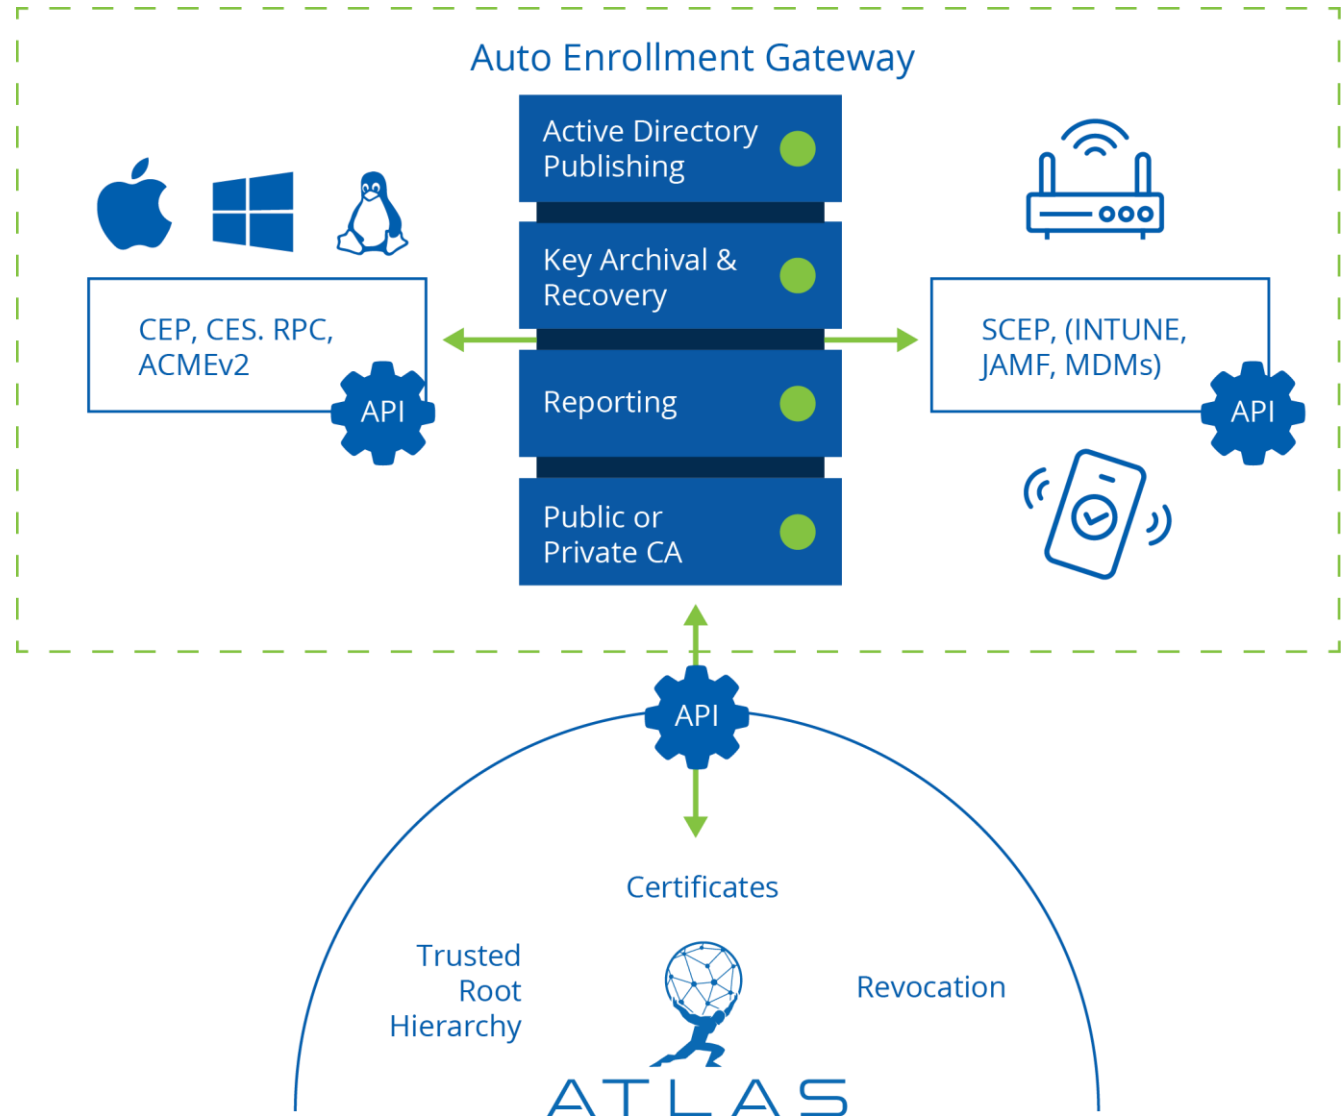 Auto Enrollment Gateway
Active Directory
Publishing
Key Archival &
Recovery
Reporting
Public or
Private CA
CEP, CES. RPC,
ACMEv2
API
SCEP, (INTUNE,
JAMF, MDMs)
API
API
Certificates
Trusted
Root
Hierarchy
Revocation
ATLAS